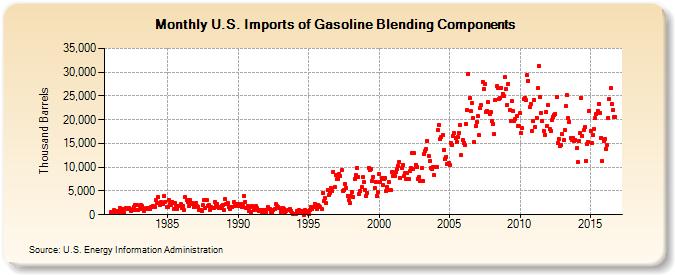 Monthly U.S. Imports of Gasoline Blending Components
Thousand Barrels
35,000
30,000
25,000
20,000
15,000
10,000
5,000
0
1985 1990 1995 2000 2005 2010 2015
Source: U.S. Energy Information Administration